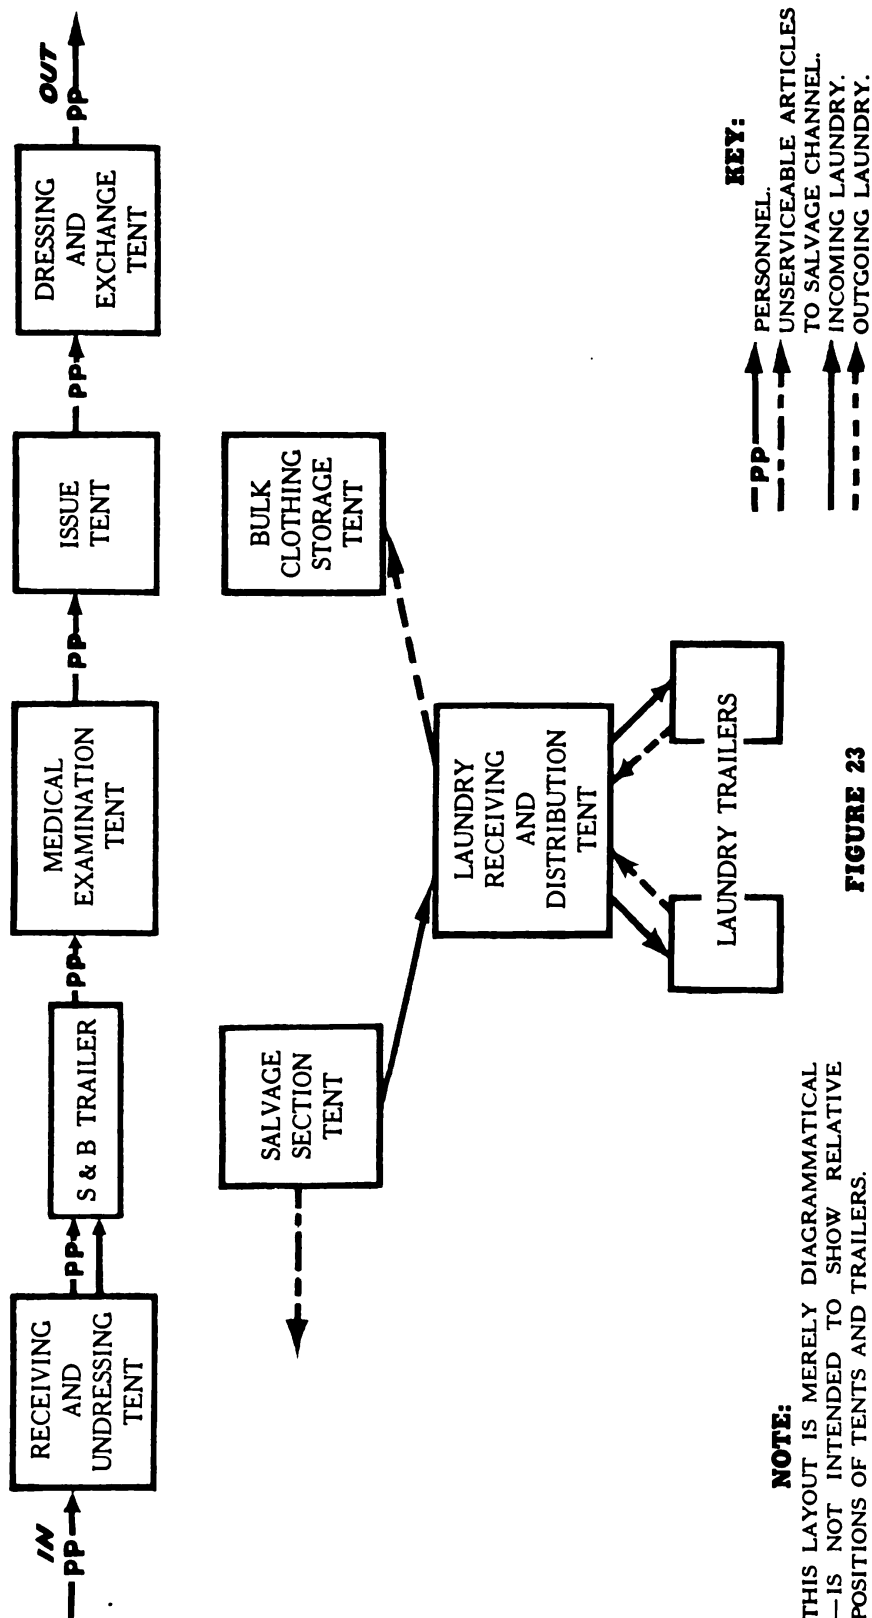 IN
PP
RECEIVING
AND
UNDRESSING
TENT
PP
S & B TRAILER
PP
MEDICAL
EXAMINATION
TENT
PP
ISSUE
TENT
PP
DRESSING
AND
EXCHANGE
TENT
OUT
PP
SALVAGE
SECTION
TENT
BULK
CLOTHING
STORAGE
TENT
LAUNDRY
RECEIVING
AND
DISTRIBUTION
TENT
LAUNDRY TRAILERS
NOTE:
THIS LAYOUT IS MERELY DIAGRAMMATICAL
—IS NOT INTENDED TO SHOW RELATIVE
POSITIONS OF TENTS AND TRAILERS.
KEY:
PP PERSONNEL.
UNSERVICEABLE ARTICLES
TO SALVAGE CHANNEL.
INCOMING LAUNDRY.
OUTGOING LAUNDRY.
FIGURE 23